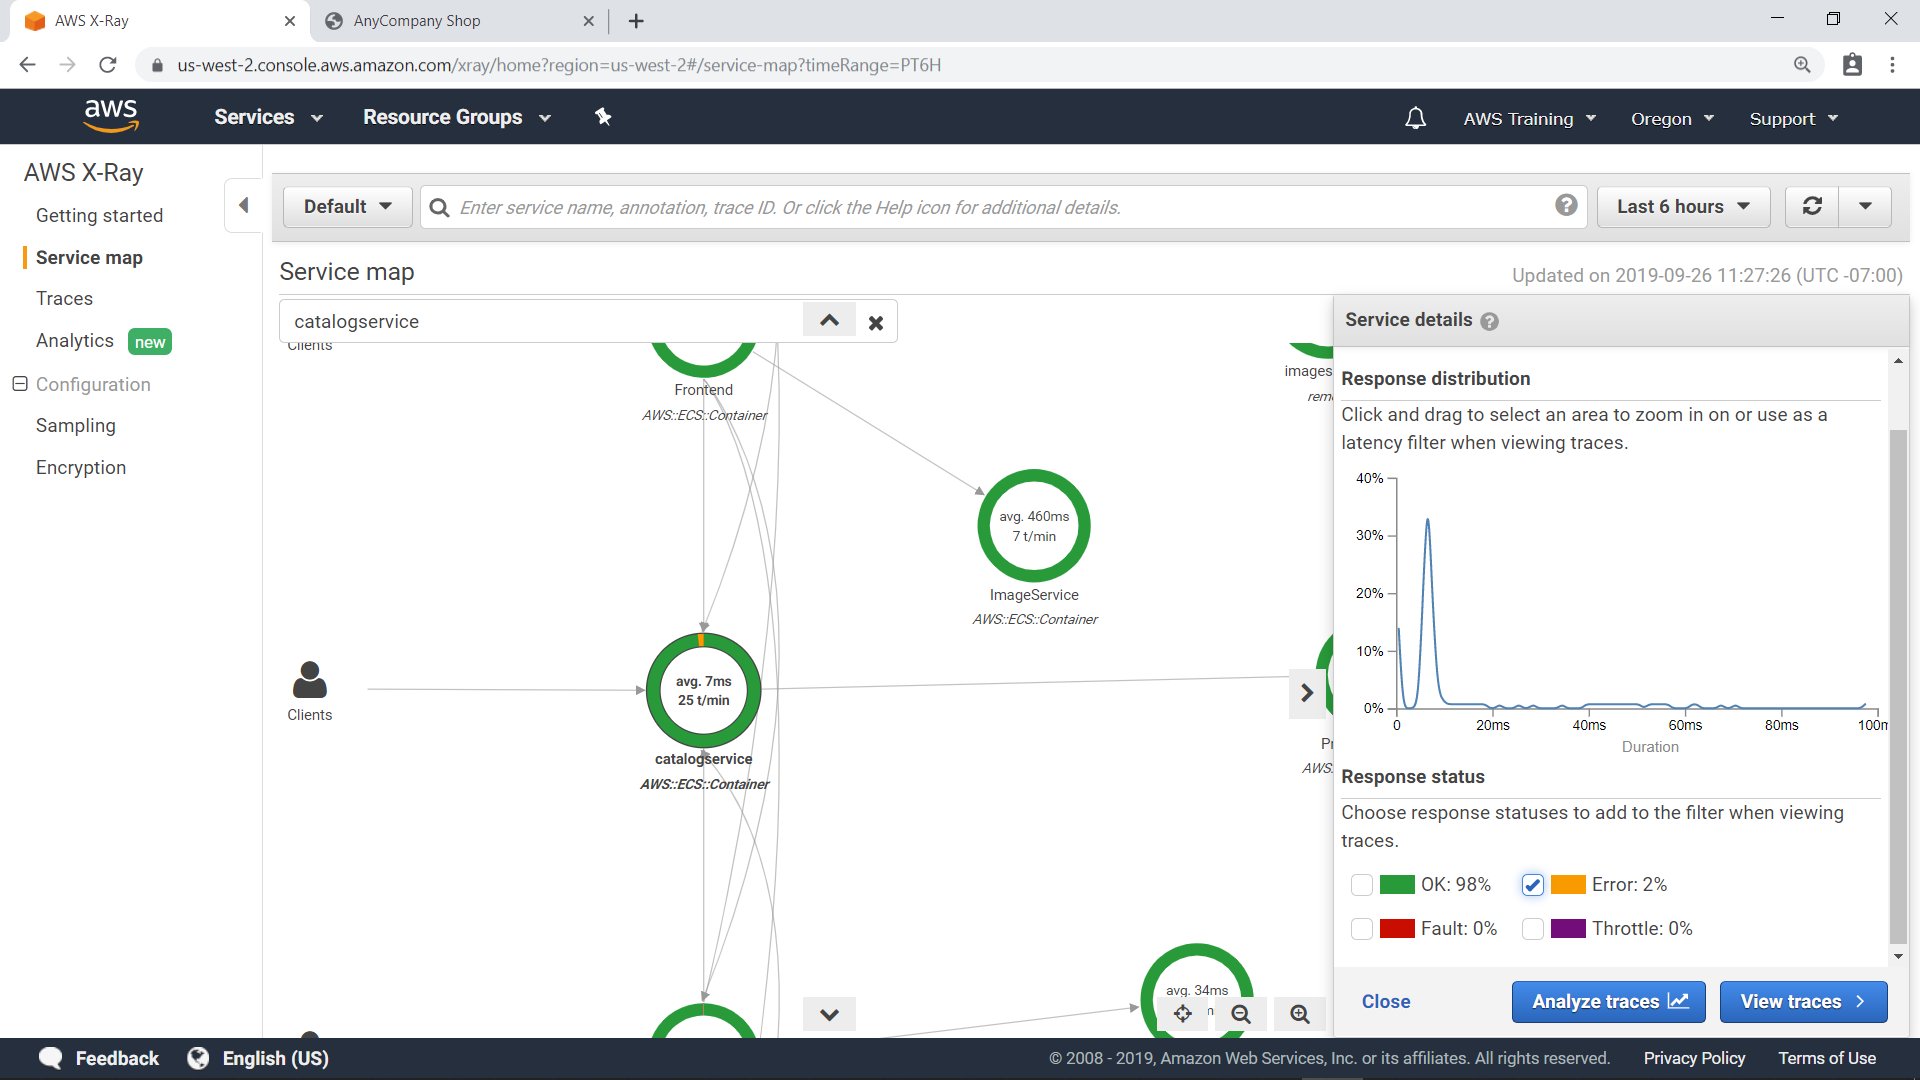 AWS X-Ray
AnyCompany Shop
us-west-2.console.aws.amazon.com/xray/home?region=us-west-2#/service-map?timeRange=PT6H
aws
Services
Resource Groups
AWS Training
Oregon
Support
AWS X-Ray
Getting started
Service map
Traces
Analytics
new
Configuration
Sampling
Encryption
Default
Enter service name, annotation, trace ID. Or click the Help icon for additional details.
Last 6 hours
Service map
Updated on 2019-09-26 11:27:26 (UTC -07:00)
catalogservice
Clients
Frontend
AWS::ECS::Container
images
rem
avg. 460ms
7 t/min
ImageService
AWS::ECS::Container
Clients
avg. 7ms
25 t/min
catalogservice
AWS::ECS::Container
AWS:
avg. 34ms
Service details
Response distribution
Click and drag to select an area to zoom in on or use as a
latency filter when viewing traces.
40%
30%
20%
10%
0%
0
20ms
40ms
60ms
80ms
100m
Duration
Response status
Choose response statuses to add to the filter when viewing
traces.
OK: 98%
Error: 2%
Fault: 0%
Throttle: 0%
Close
Analyze traces
View traces
Feedback
English (US)
© 2008 - 2019, Amazon Web Services, Inc. or its affiliates. All rights reserved.
Privacy Policy
Terms of Use